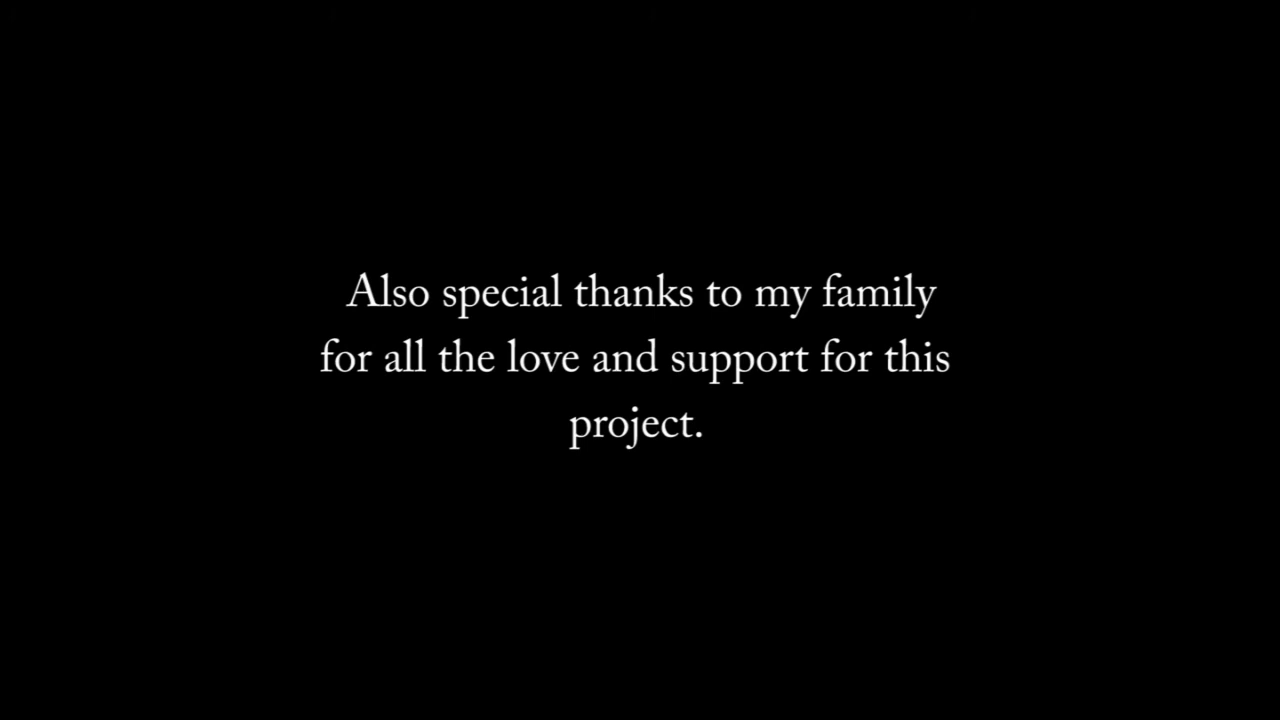 Also special thanks to my family
for all the love and support for this
project.